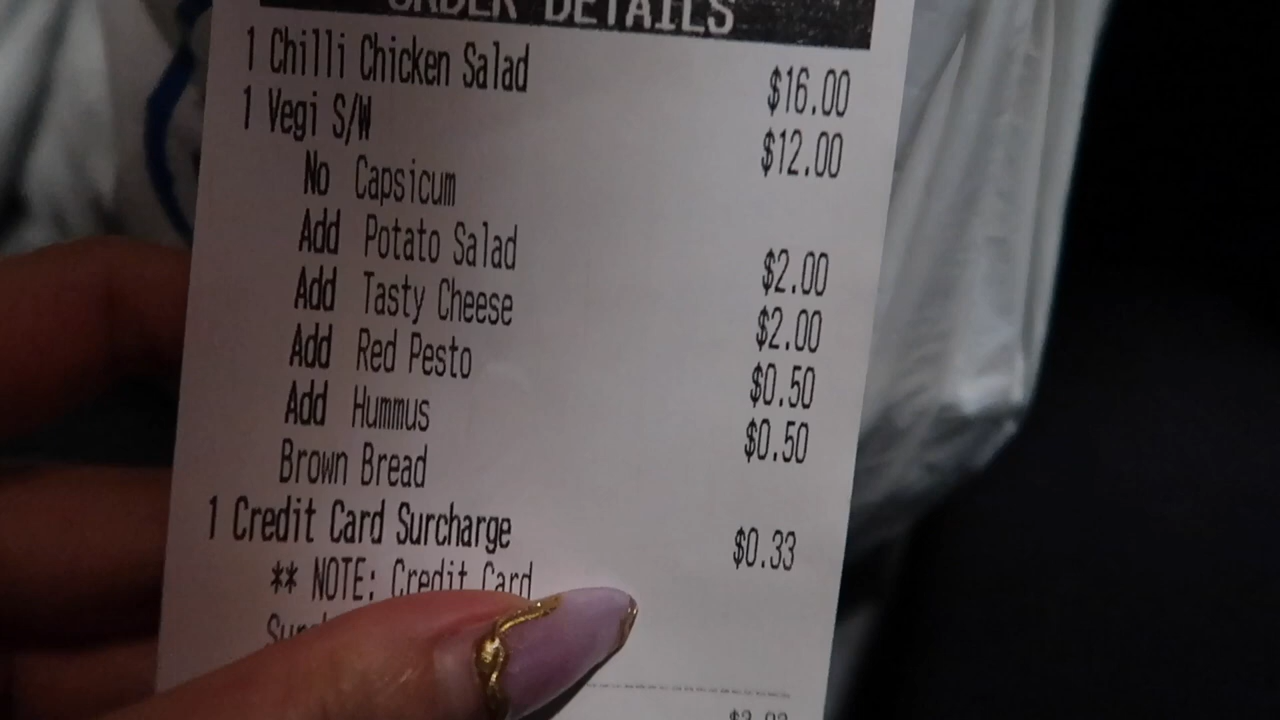 ORDER DETAILS
1 Chilli Chicken Salad $16.00
1 Vegi S/W $12.00
No Capsicum
Add Potato Salad $2.00
Add Tasty Cheese $2.00
Add Red Pesto $0.50
Add Hummus $0.50
Brown Bread
1 Credit Card Surcharge $0.33
** NOTE: Credit Card